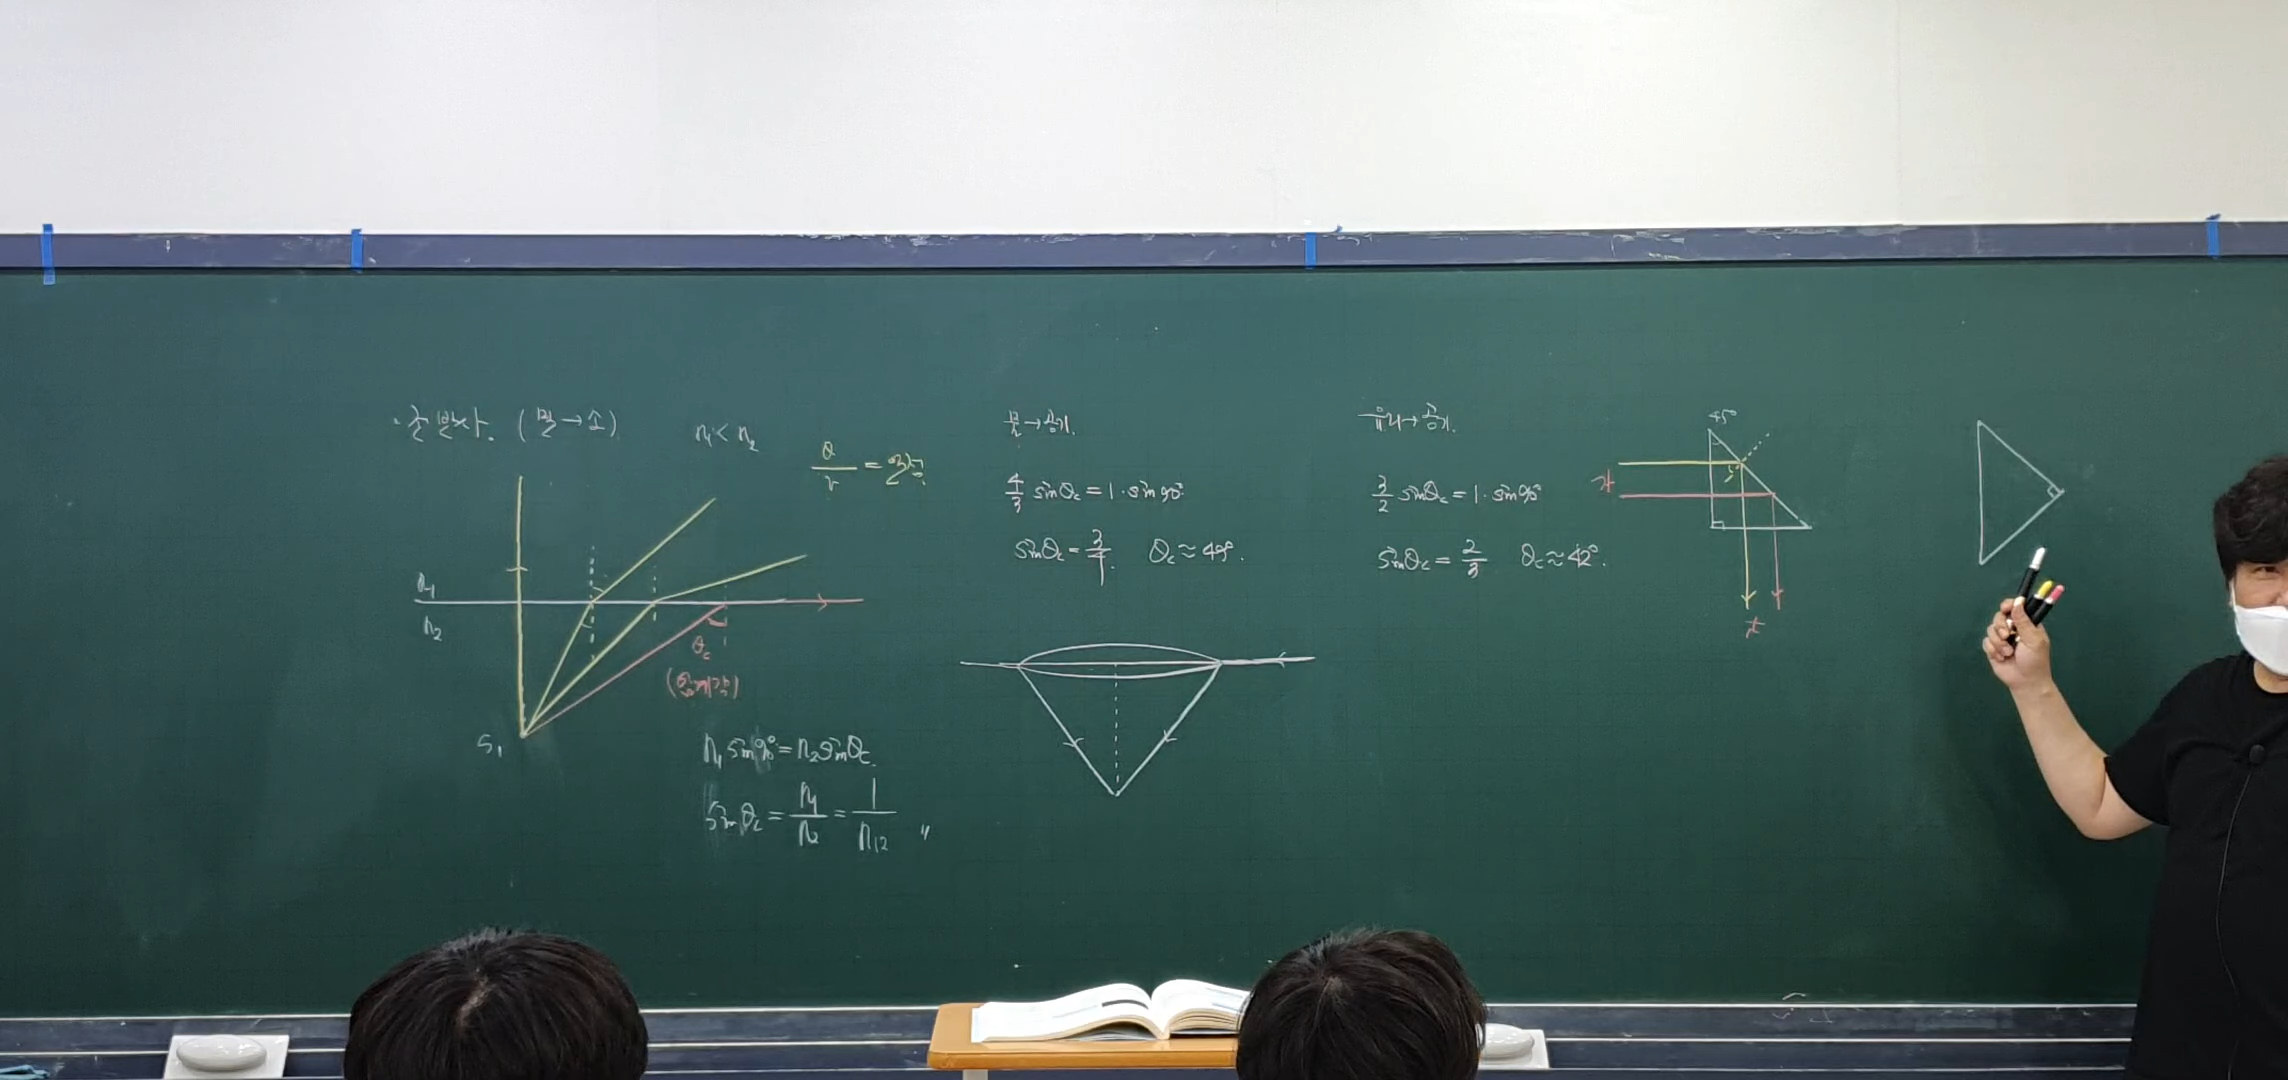 · 전반사. (밀→소)
n₁ < n₂
θ/v = 일정
n₁
n₂
θc
(임계각)
S₁
n₁ sin90° = n₂ sinθc.
sinθc = n₁/n₂ = 1/n₁₂ 〃
물→공기.
4/3 sinθc = 1·sin90°
sinθc = 3/4. θc ≈ 49°.
유리→공기.
3/2 sinθc = 1·sin90°
sinθc = 2/3 θc ≈ 42°.
45°